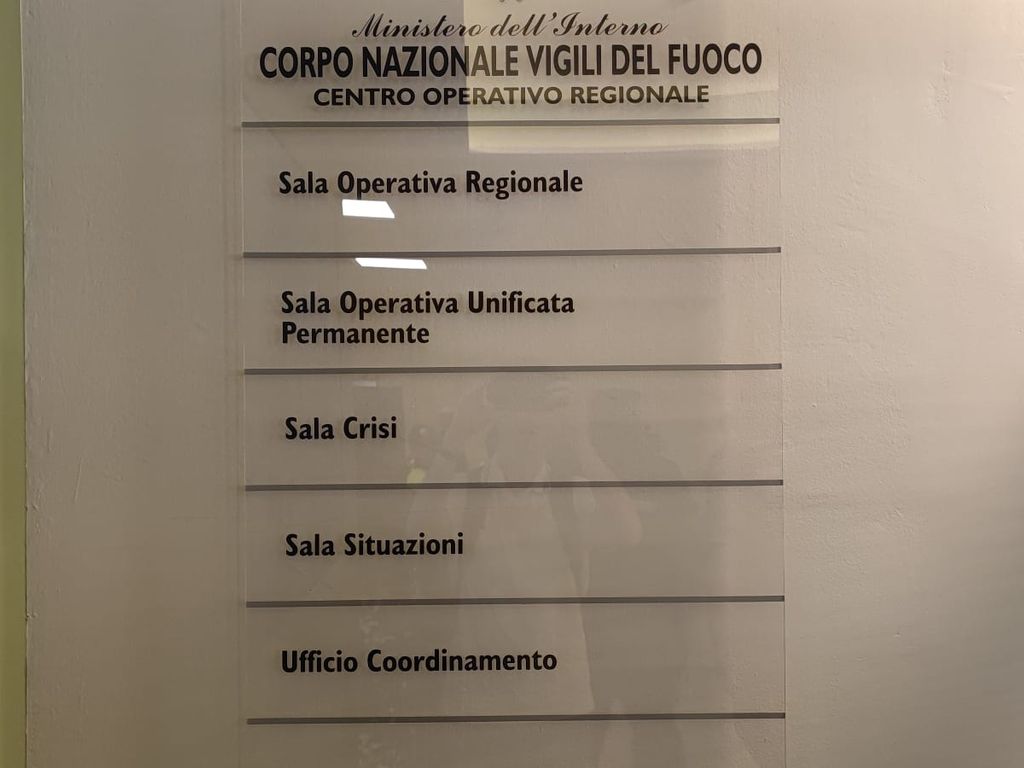 Ministero dell'Interno
CORPO NAZIONALE VIGILI DEL FUOCO
CENTRO OPERATIVO REGIONALE
Sala Operativa Regionale
Sala Operativa Unificata
Permanente
Sala Crisi
Sala Situazioni
Ufficio Coordinamento